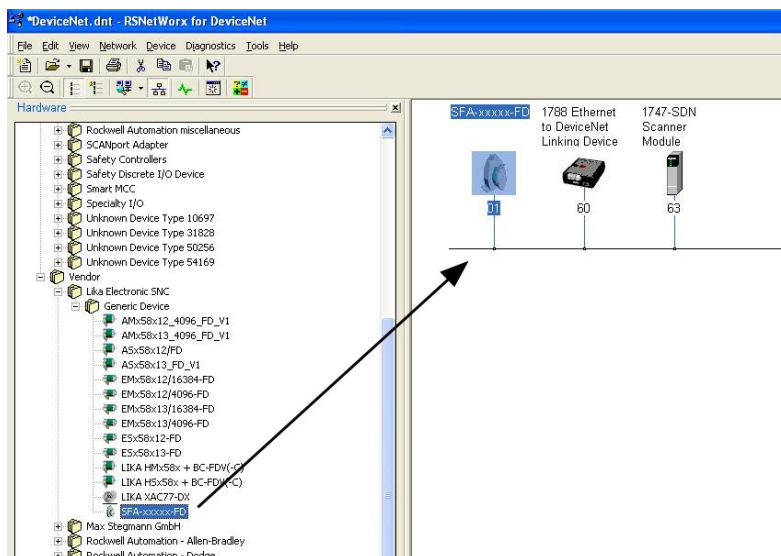 *DeviceNet.dnt - RSNetWorx for DeviceNet
File Edit View Network Device Diagnostics Tools Help
Hardware
Rockwell Automation miscellaneous
SCANport Adapter
Safety Controllers
Safety Discrete I/O Device
Smart MCC
Specialty I/O
Unknown Device Type 10697
Unknown Device Type 31828
Unknown Device Type 50256
Unknown Device Type 54169
Vendor
Lika Electronic SNC
Generic Device
AMx58x12_4096_FD_V1
AMx58x13_4096_FD_V1
ASx58x12/FD
ASx58x13_FD_V1
EMx58x12/16384-FD
EMx58x12/4096-FD
EMx58x13/16384-FD
EMx58x13/4096-FD
ESx58x12-FD
ESx58x13-FD
LIKA HMx58x + BC-FDV(-C)
LIKA HSx58x + BC-FDV(-C)
LIKA XAC77-DX
SFA-xxxxx-FD
Max Stegmann GmbH
Rockwell Automation - Allen-Bradley
Rockwell Automation - Dodge
SFA-xxxxx-FD
01
1788 Ethernet
to DeviceNet
Linking Device
60
1747-SDN
Scanner
Module
63